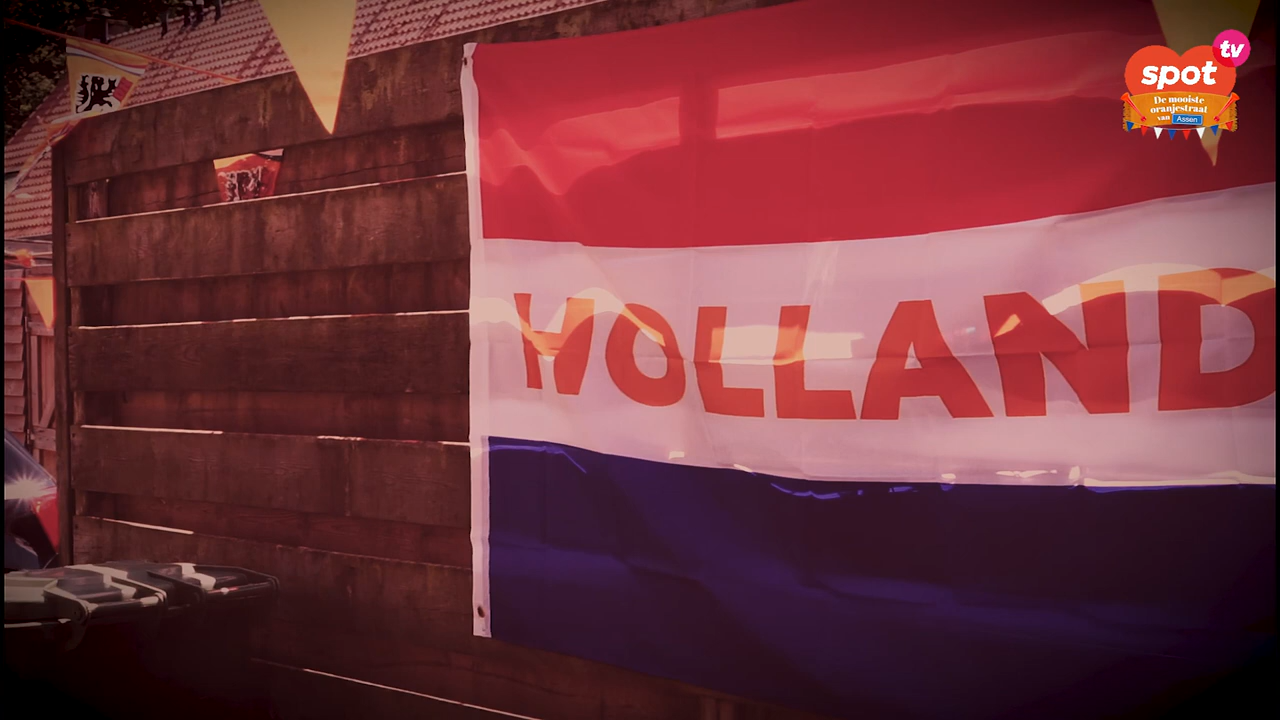 tv
spot
De mooiste
oranjestraat
van Assen
HOLLAND